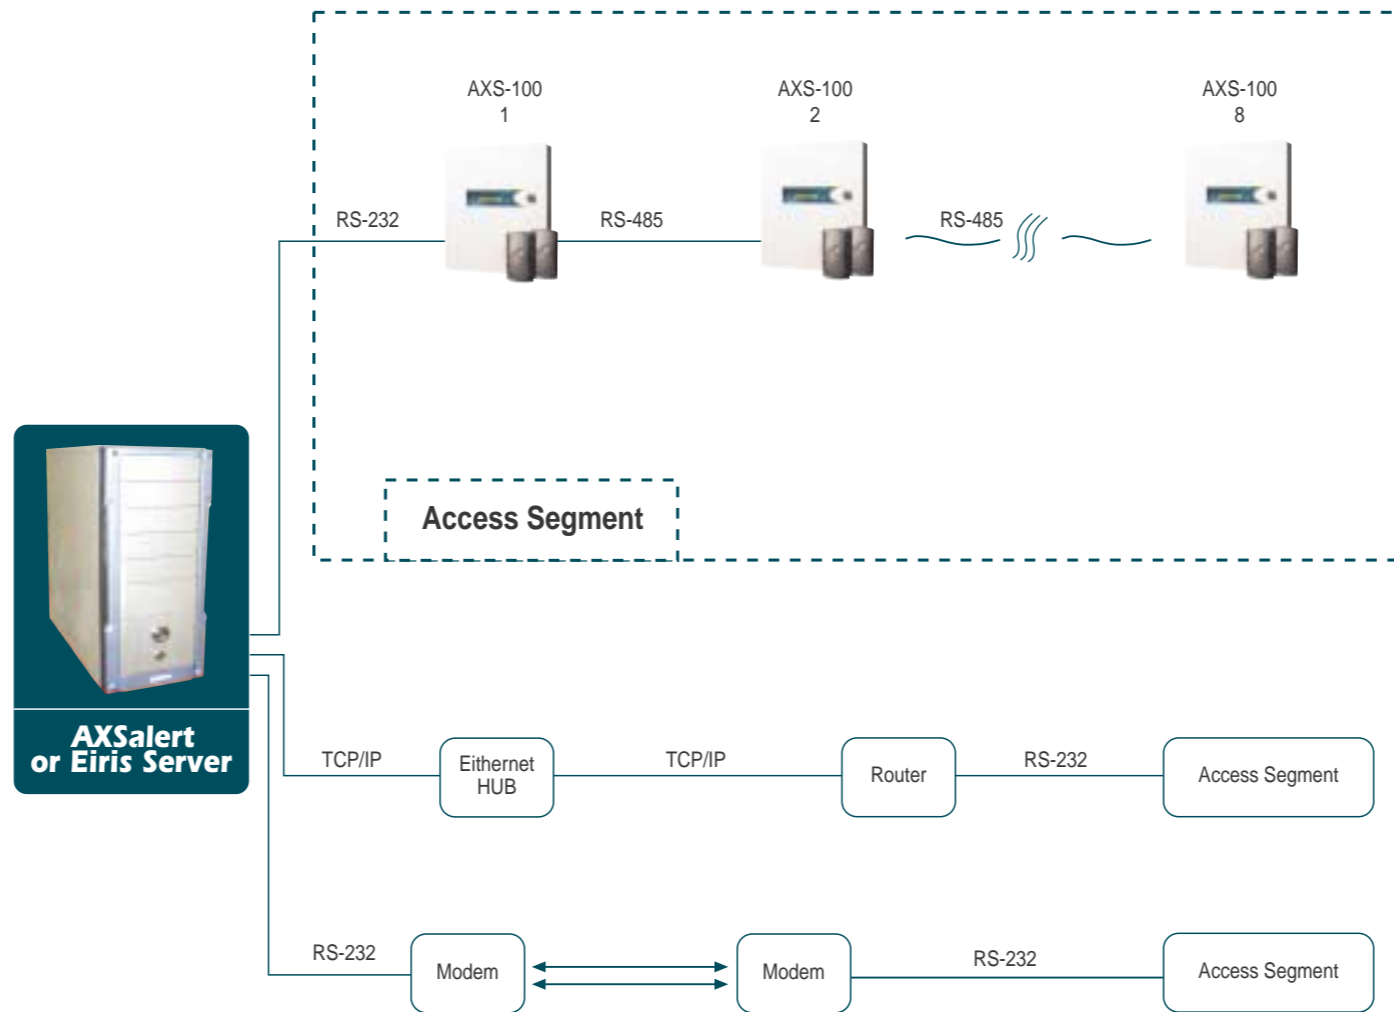 AXS-100
1
AXS-100
2
AXS-100
8
RS-232
RS-485
RS-485
Access Segment
AXSalert
or Eiris Server
TCP/IP
Eithernet
HUB
TCP/IP
Router
RS-232
Access Segment
RS-232
Modem
Modem
RS-232
Access Segment